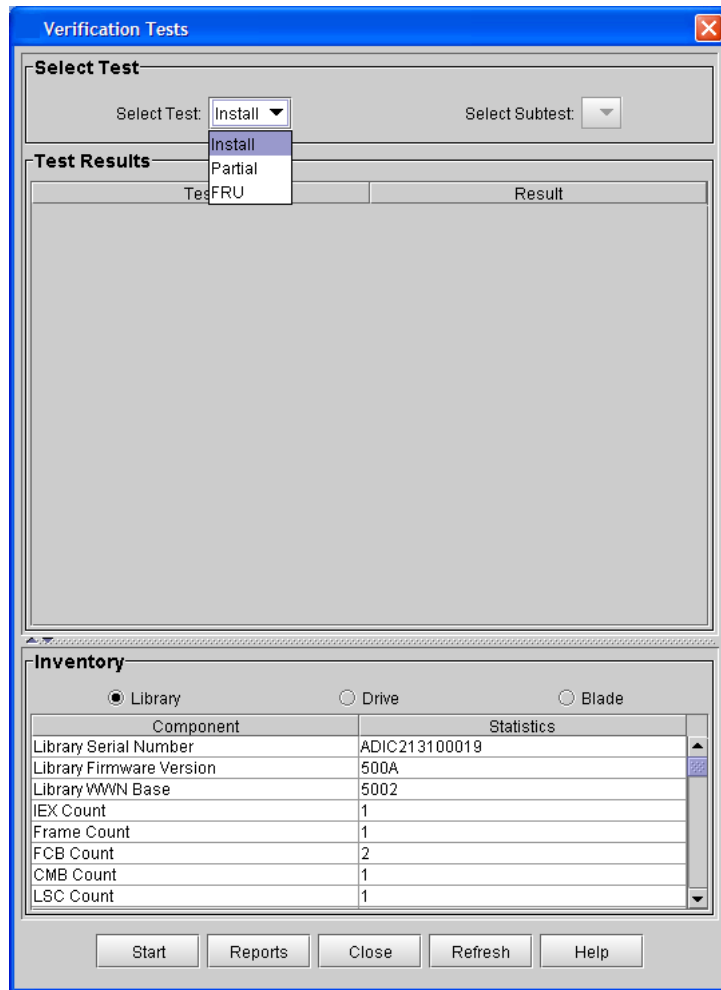 Verification Tests
Select Test
Select Test: Install
Select Subtest:
Install
Partial
FRU
Test Results
Result
Inventory
Library Drive Blade
Component Statistics
Library Serial Number ADIC213100019
Library Firmware Version 500A
Library WWN Base 5002
IEX Count 1
Frame Count 1
FCB Count 2
CMB Count 1
LSC Count 1
Start Reports Close Refresh Help